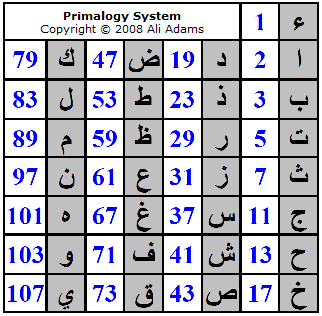 Primalogy System 1 ء
Copyright © 2008 Ali Adams
79 ك 47 ض 19 د 2 ا
83 ل 53 ط 23 ذ 3 ب
89 م 59 ظ 29 ر 5 ت
97 ن 61 ع 31 ز 7 ث
101 ه 67 غ 37 س 11 ج
103 و 71 ف 41 ش 13 ح
107 ي 73 ق 43 ص 17 خ